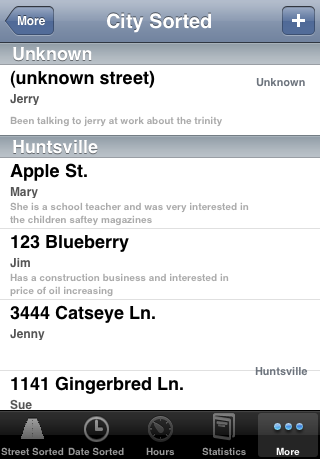 More
City Sorted
+
Unknown
(unknown street)
Unknown
Jerry
Been talking to jerry at work about the trinity
Huntsville
Apple St.
Mary
She is a school teacher and was very interested in
the children saftey magazines
123 Blueberry
Jim
Has a construction business and interested in
price of oil increasing
3444 Catseye Ln.
Jenny
Huntsville
1141 Gingerbred Ln.
Sue
Street Sorted
Date Sorted
Hours
Statistics
More